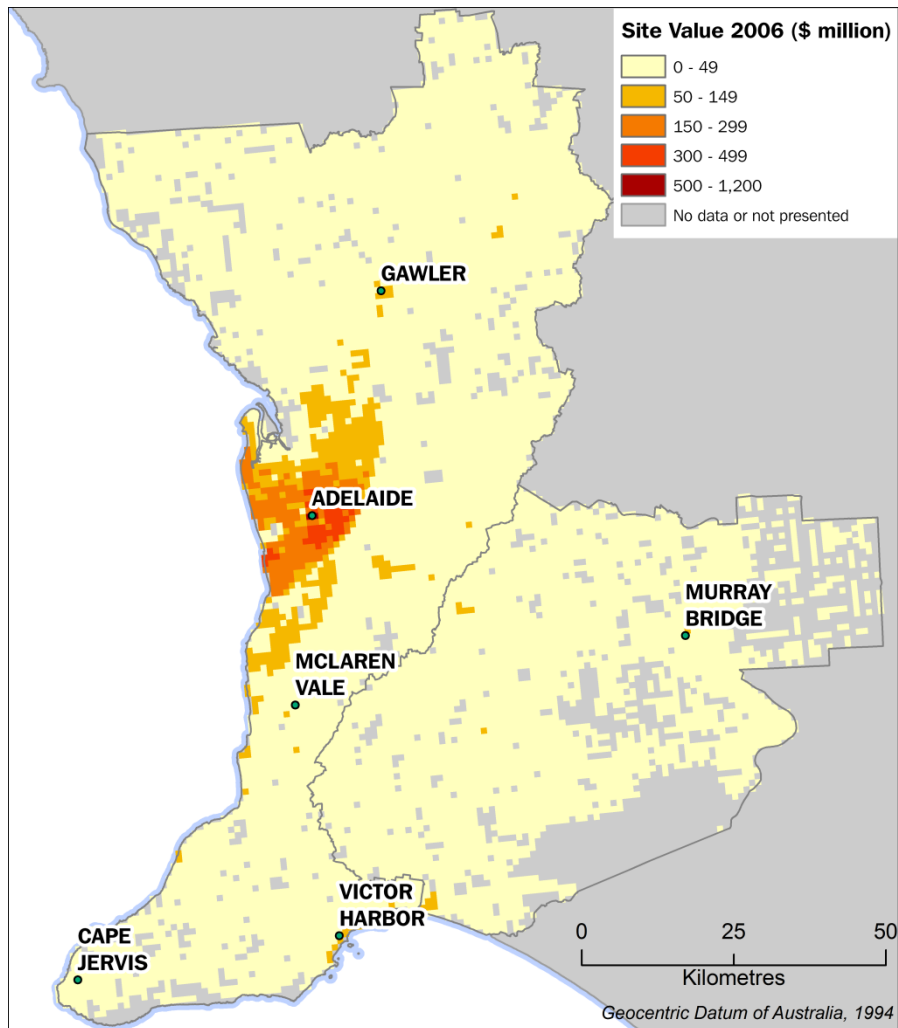 Site Value 2006 ($ million)
0 - 49
50 - 149
150 - 299
300 - 499
500 - 1,200
No data or not presented
GAWLER
ADELAIDE
MURRAY
BRIDGE
MCLAREN
VALE
VICTOR
HARBOR
CAPE
JERVIS
0 25 50
Kilometres
Geocentric Datum of Australia, 1994